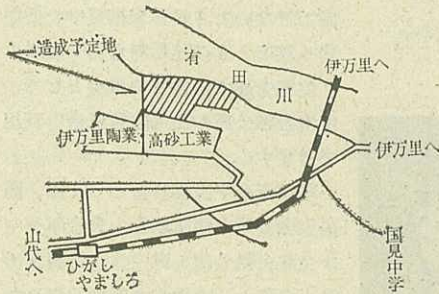 造成予定地
有田川
伊万里へ
伊万里陶業
高砂工業
伊万里へ
山代へ
ひがし
やましろ
国見中学